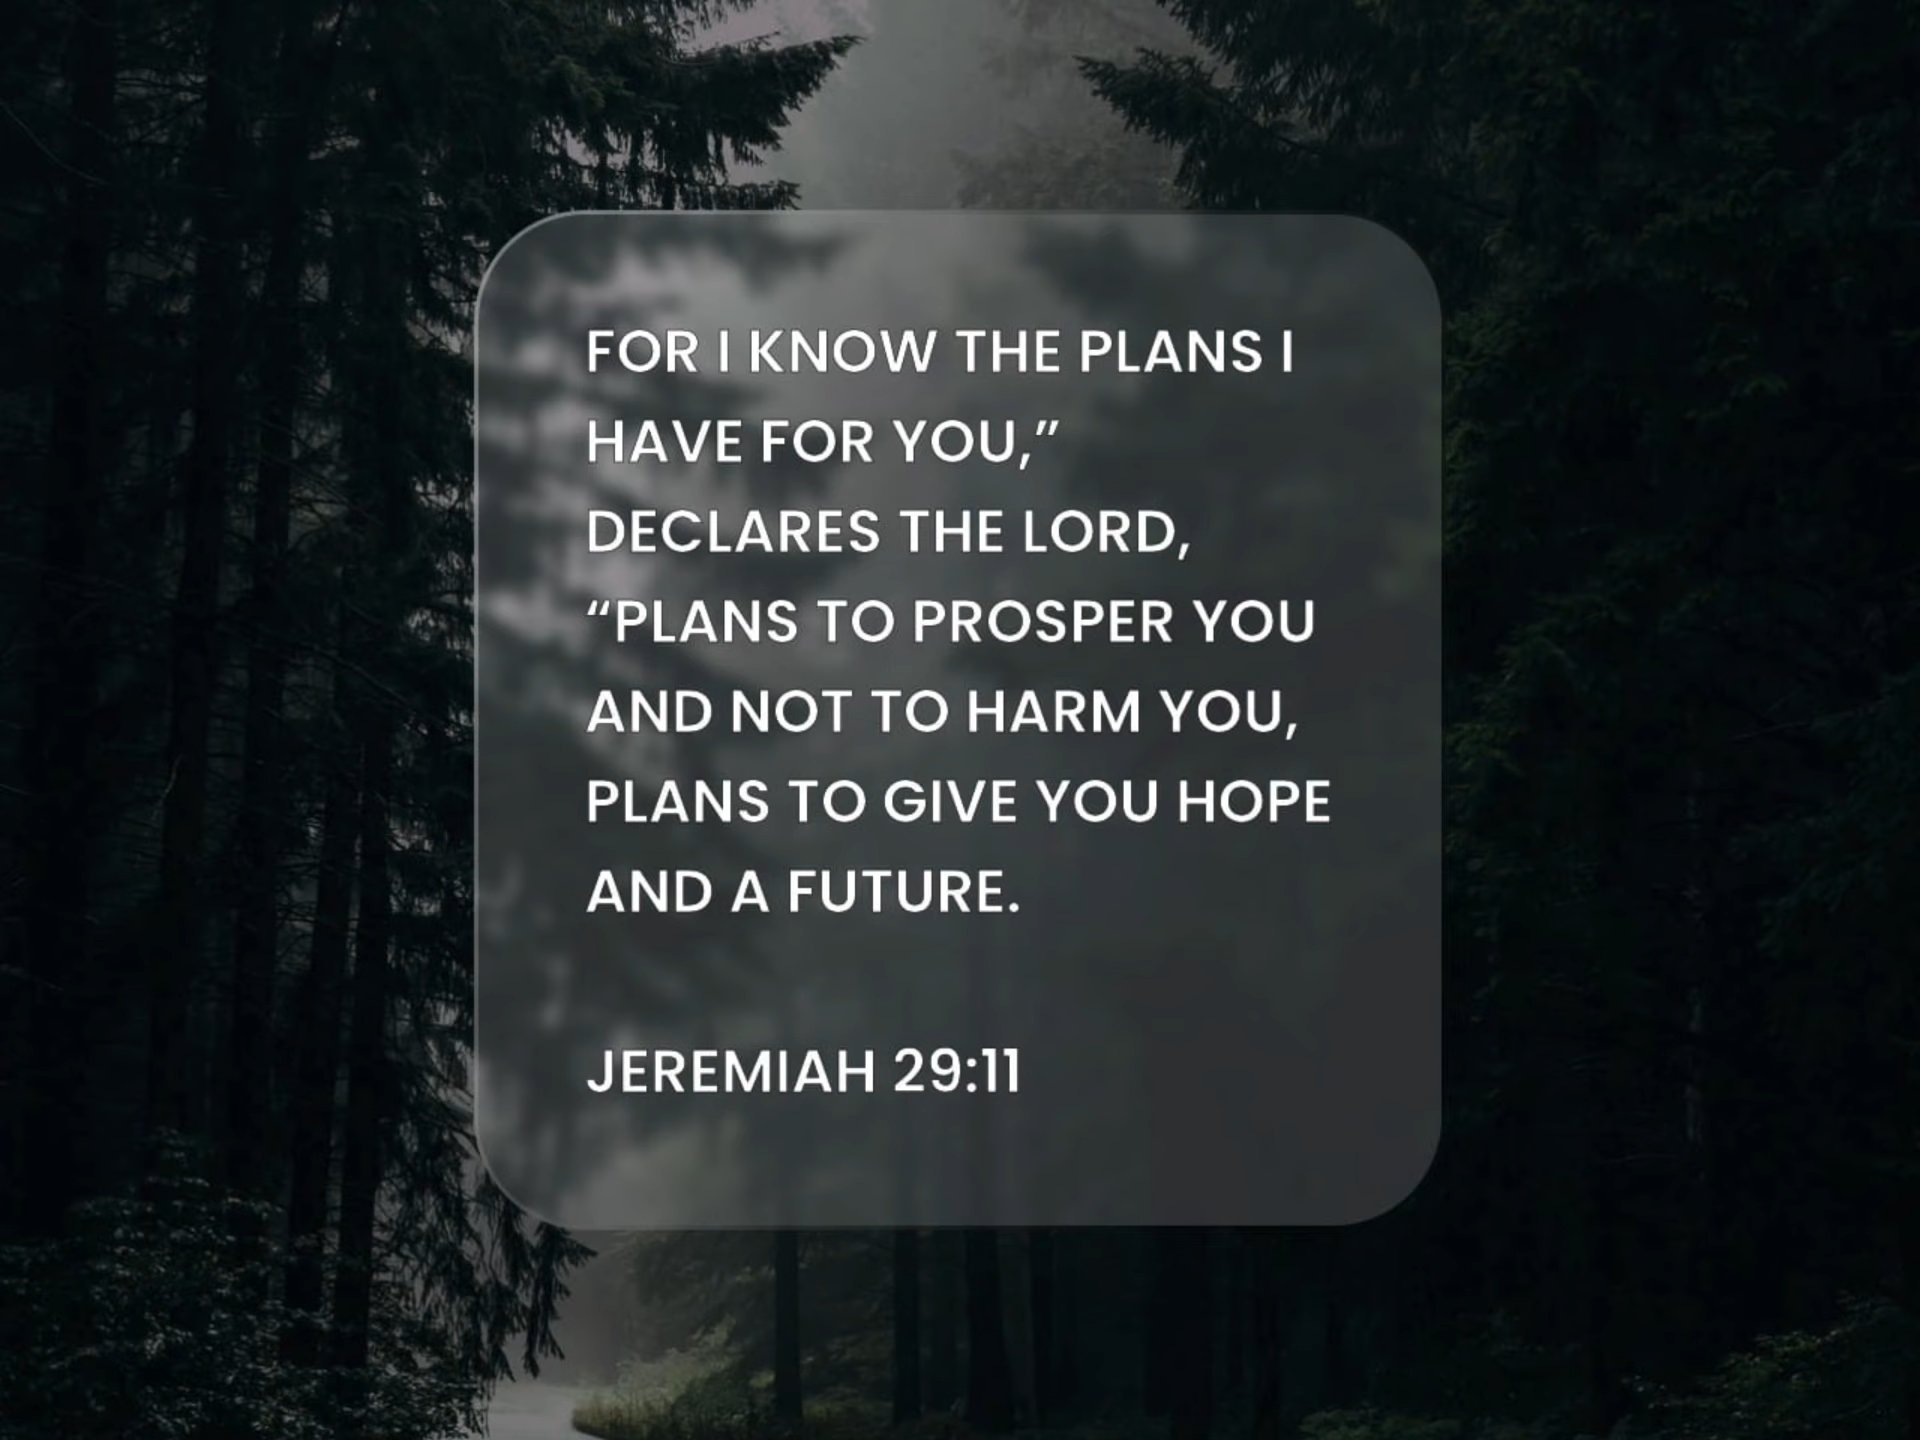 FOR I KNOW THE PLANS I
HAVE FOR YOU,”
DECLARES THE LORD,
“PLANS TO PROSPER YOU
AND NOT TO HARM YOU,
PLANS TO GIVE YOU HOPE
AND A FUTURE.
JEREMIAH 29:11